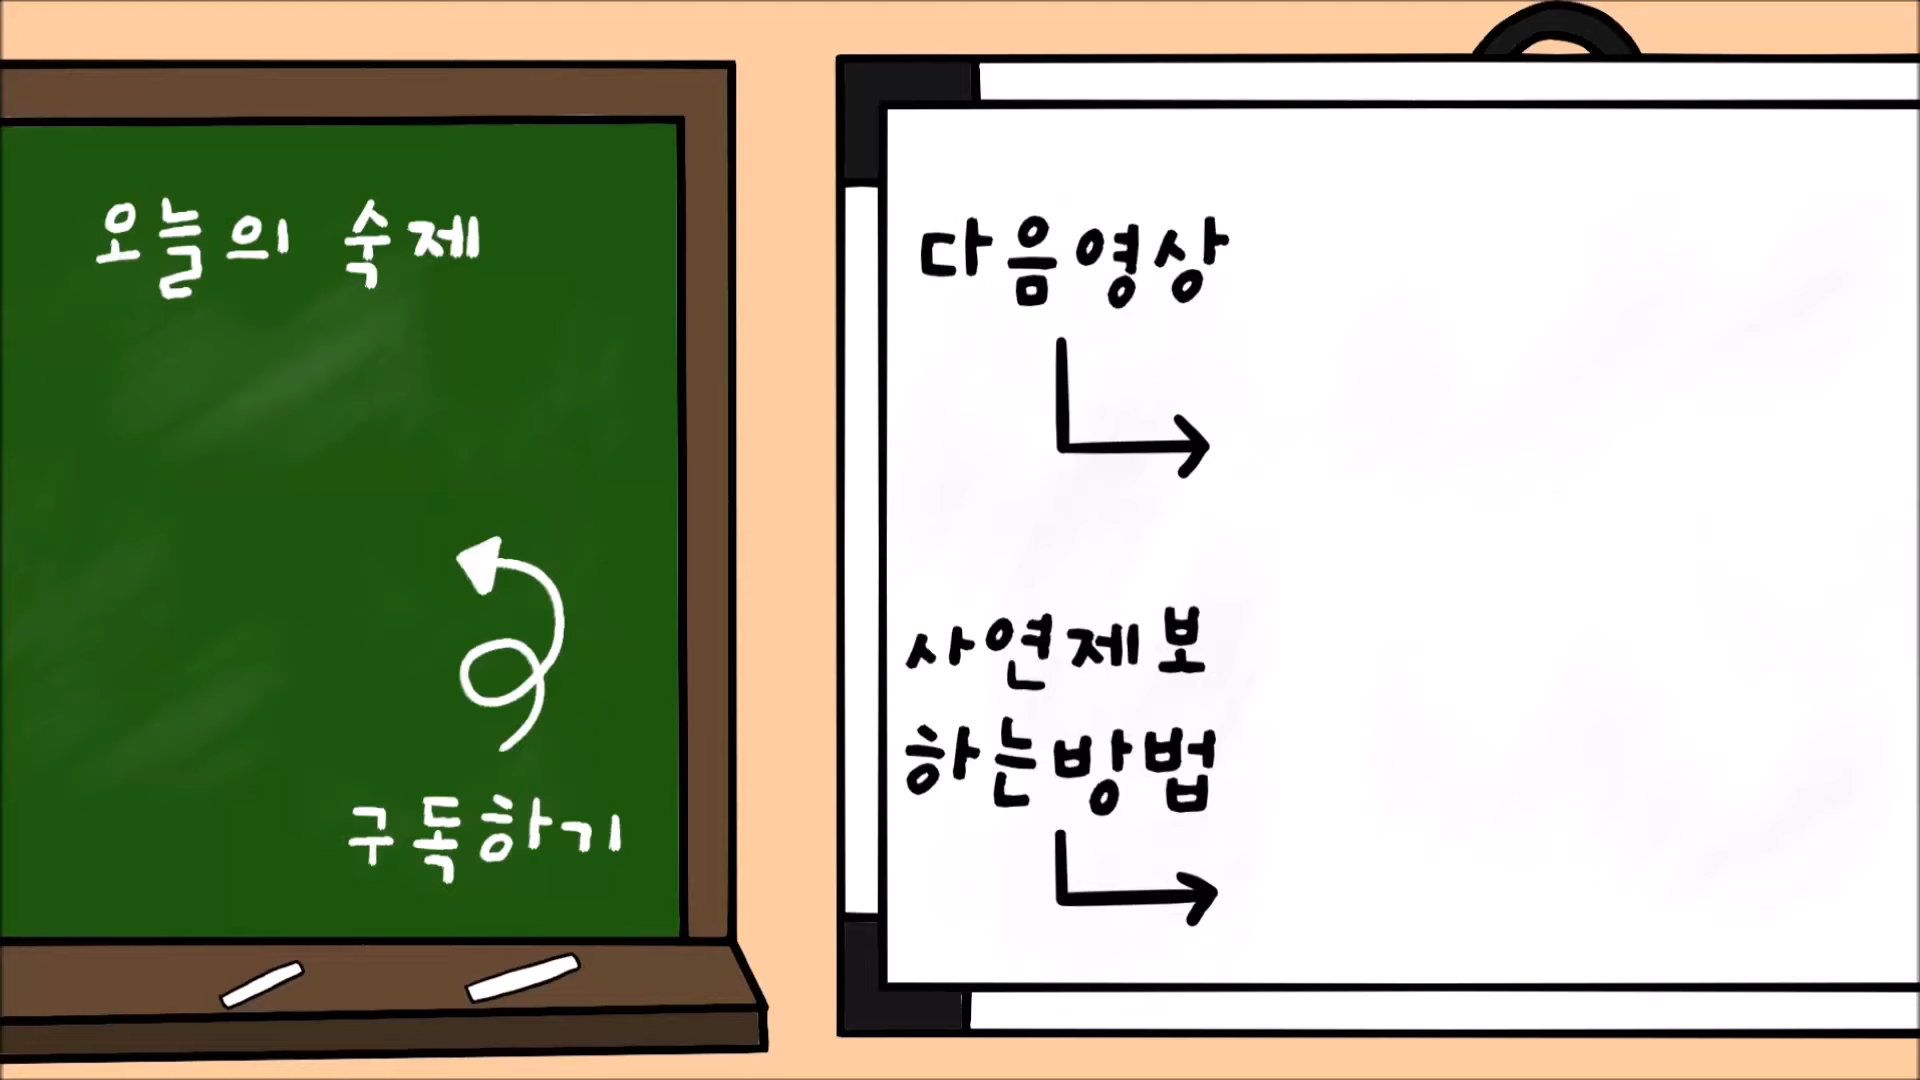 오늘의 숙제
구독하기
다음영상
사연제보
하는방법